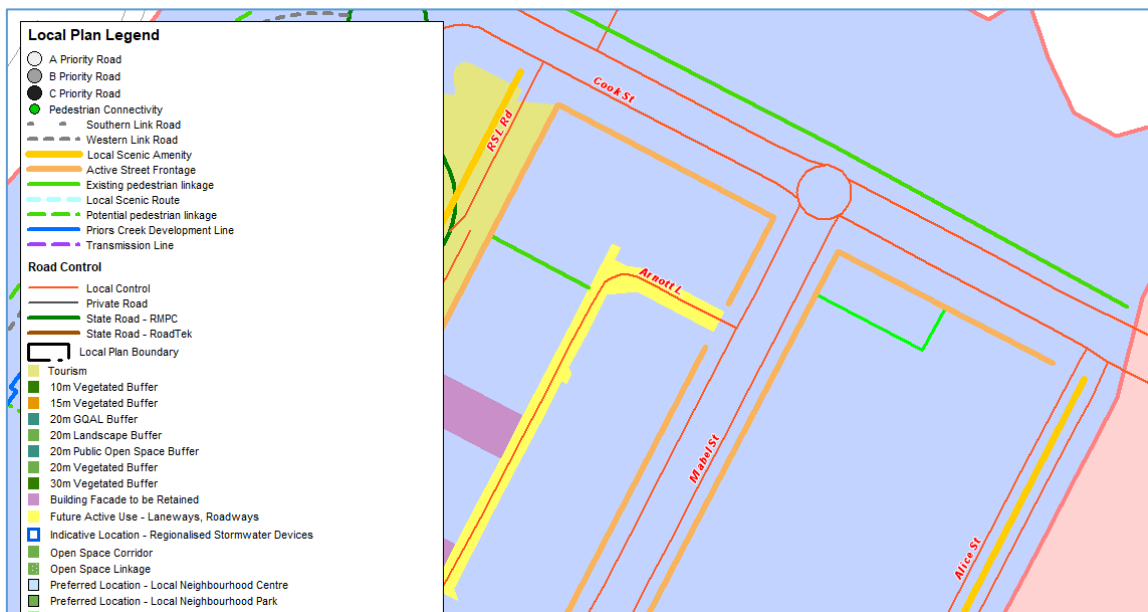 Local Plan Legend
A Priority Road
B Priority Road
C Priority Road
Pedestrian Connectivity
Southern Link Road
Western Link Road
Local Scenic Amenity
Active Street Frontage
Existing pedestrian linkage
Local Scenic Route
Potential pedestrian linkage
Priors Creek Development Line
Transmission Line
Road Control
Local Control
Private Road
State Road - RMPC
State Road - RoadTek
Local Plan Boundary
Tourism
10m Vegetated Buffer
15m Vegetated Buffer
20m GQAL Buffer
20m Landscape Buffer
20m Public Open Space Buffer
20m Vegetated Buffer
30m Vegetated Buffer
Building Facade to be Retained
Future Active Use - Laneways, Roadways
Indicative Location - Regionalised Stormwater Devices
Open Space Corridor
Open Space Linkage
Preferred Location - Local Neighbourhood Centre
Preferred Location - Local Neighbourhood Park
Cook St
RSL Rd
Arnott L
Mabel St
Alice St